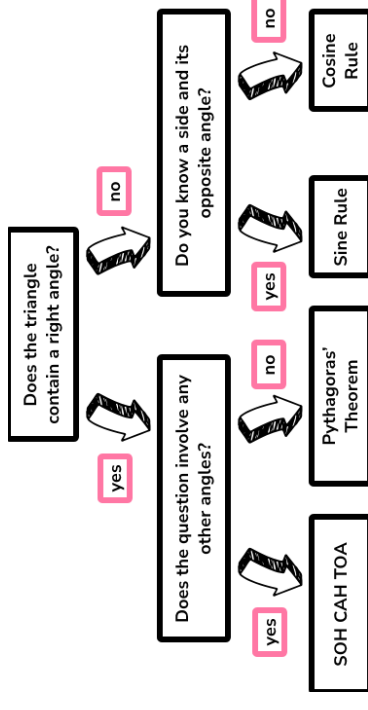 Does the triangle
contain a right angle?
yes
no
Does the question involve any
other angles?
Do you know a side and its
opposite angle?
yes
no
yes
no
SOH CAH TOA
Pythagoras'
Theorem
Sine Rule
Cosine
Rule